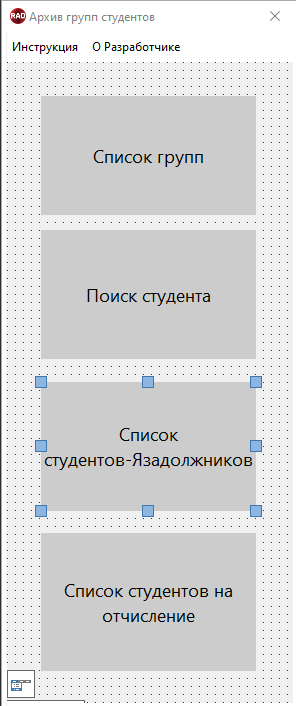 RAD Архив групп студентов
Инструкция О Разработчике
Список групп
Поиск студента
Список
студентов-Язадолжников
Список студентов на
отчисление